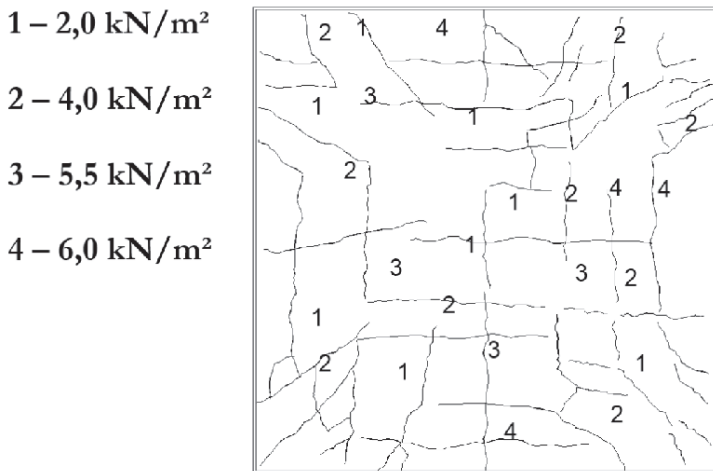 1 – 2,0 kN/m²
2 – 4,0 kN/m²
3 – 5,5 kN/m²
4 – 6,0 kN/m²
2 1 4 2
3 1
1 1
2
2
1 2 4 4
1
3 3 2
2
1
3
2 1 1
2
4